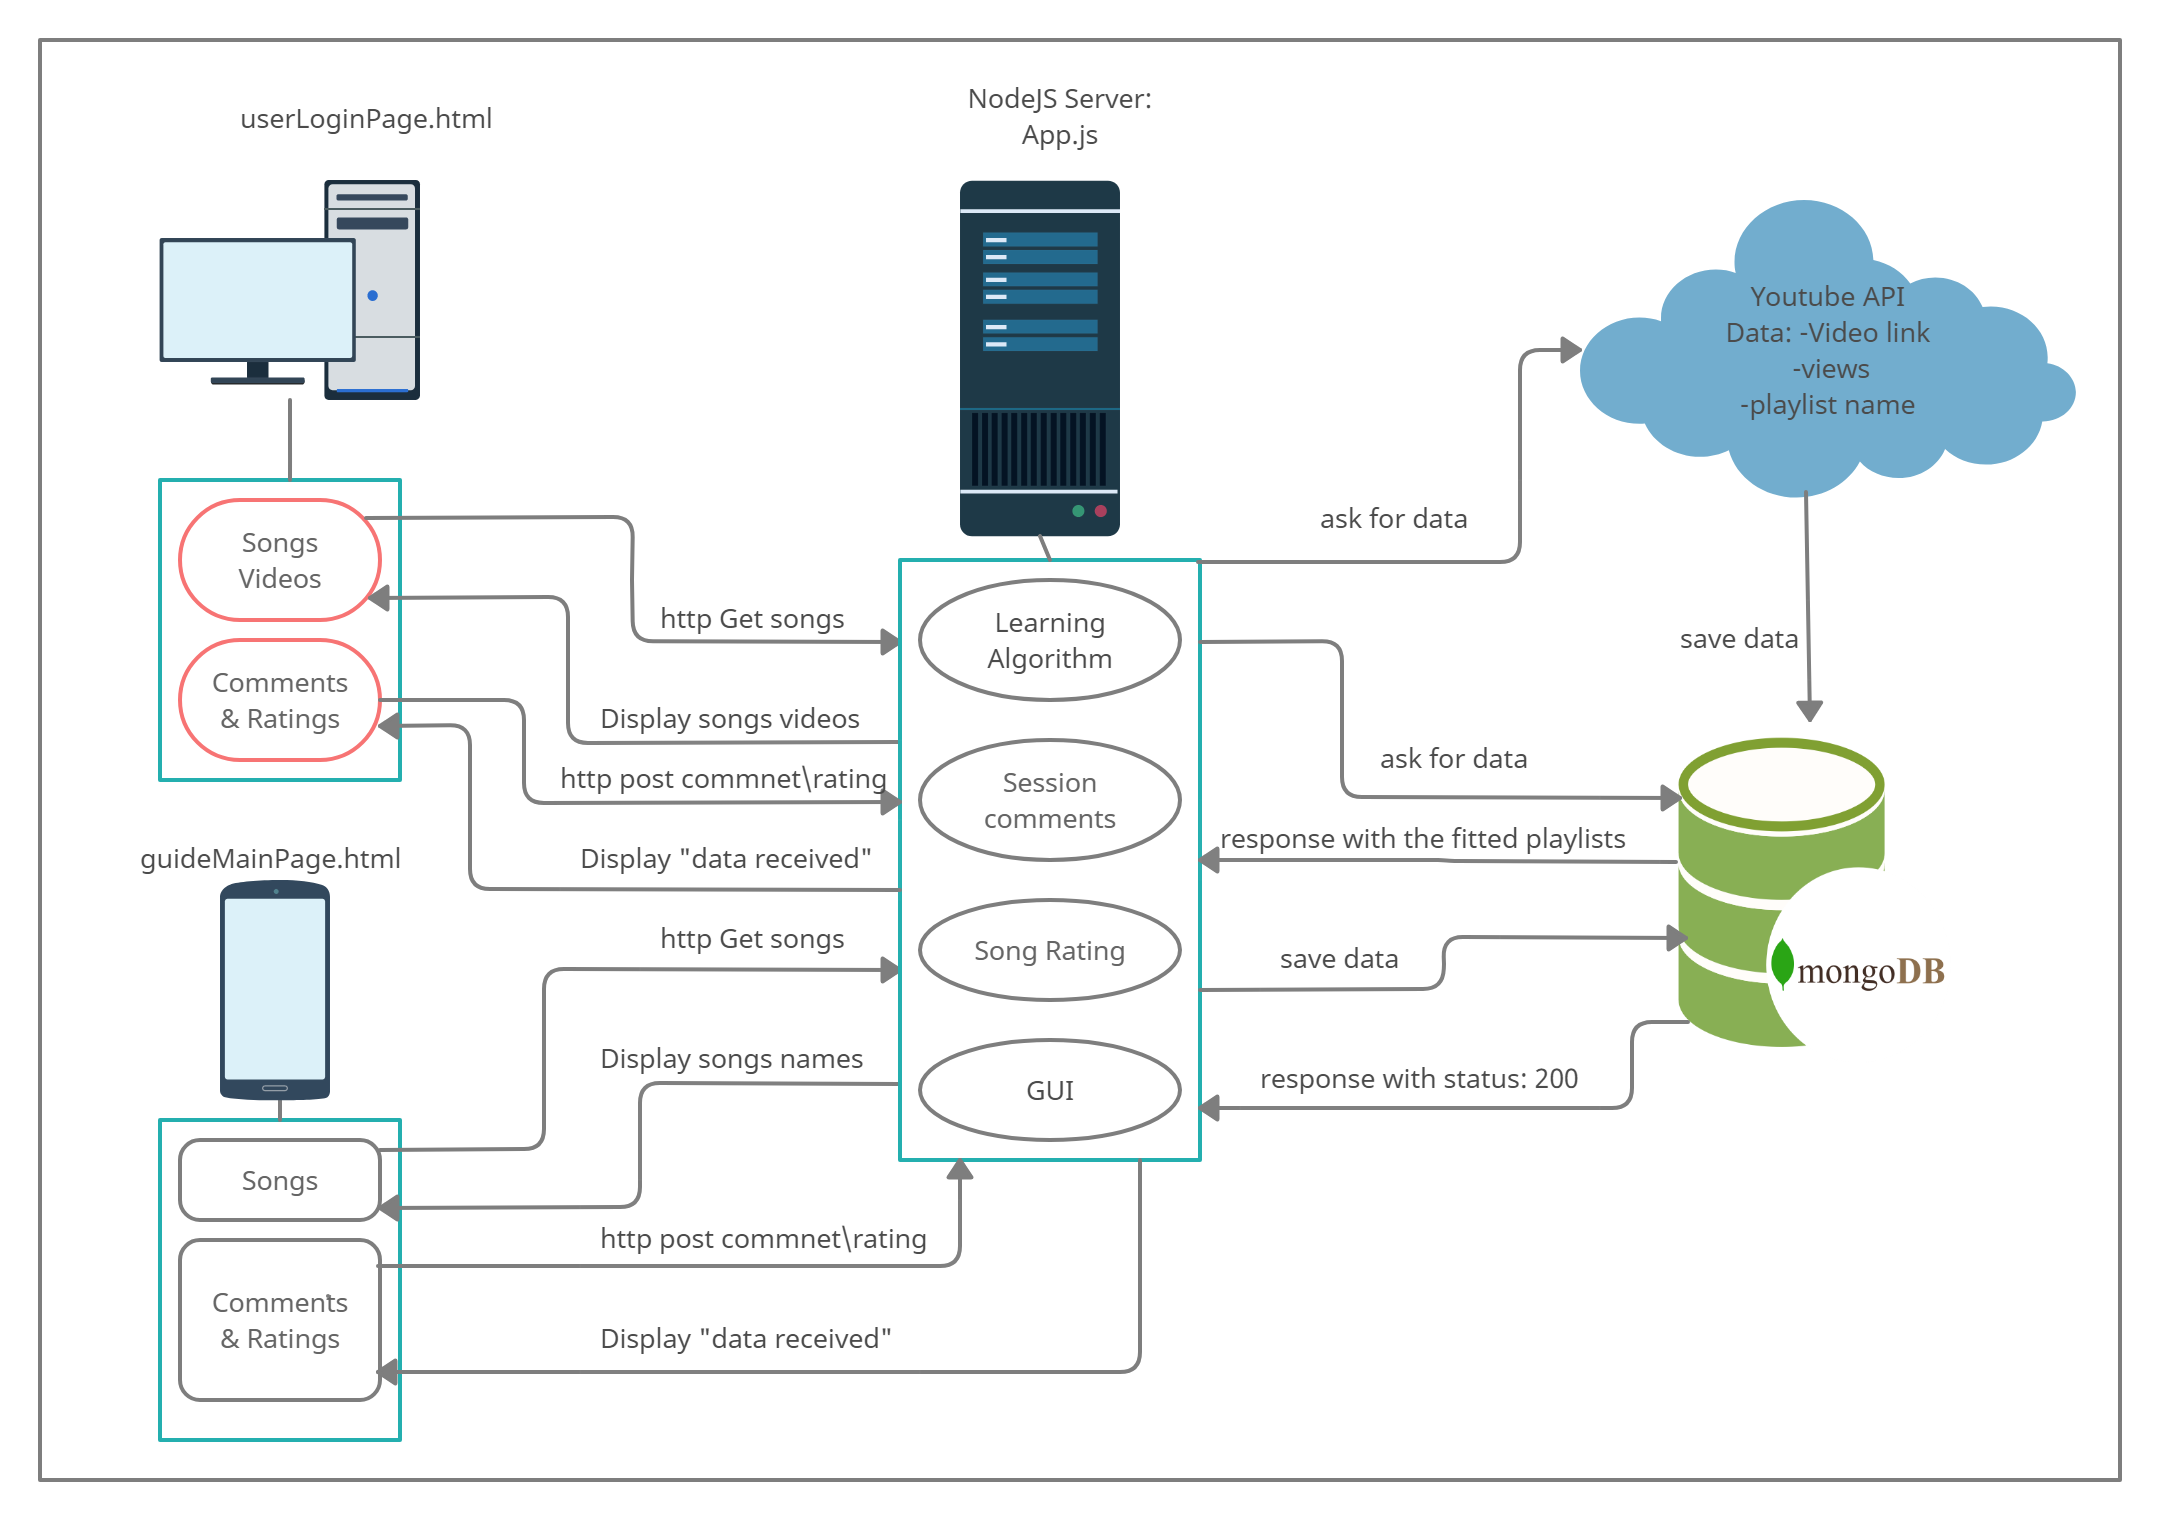 userLoginPage.html
NodeJS Server:
App.js
Youtube API
Data: -Video link
-views
-playlist name
Songs
Videos
Comments
& Ratings
http Get songs
Display songs videos
http post commnet\rating
Display "data received"
Learning
Algorithm
Session
comments
Song Rating
GUI
ask for data
save data
ask for data
response with the fitted playlists
save data
response with status: 200
mongoDB
guideMainPage.html
http Get songs
Display songs names
Songs
Comments
& Ratings
http post commnet\rating
Display "data received"